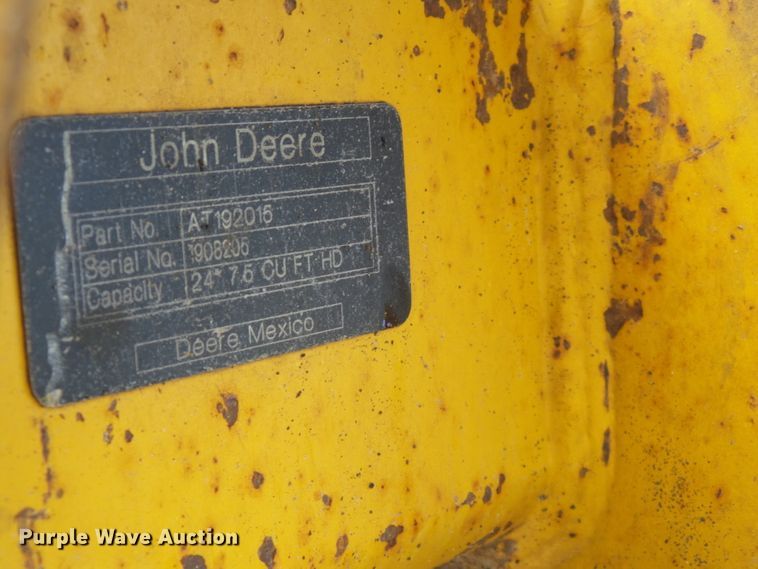 John Deere
Part No. AT192016
Serial No. 1908206
Capacity 24" 7.5 CU FT HD
Deere Mexico
Purple Wave Auction